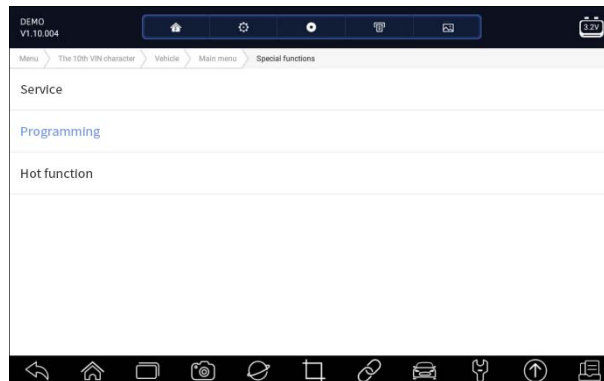 DEMO
V1.10.004
3.2V
Menu The 10th VIN character Vehicle Main menu Special functions
Service
Programming
Hot function